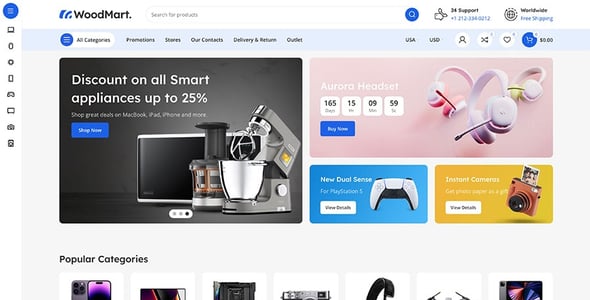 WoodMart.
Search for products
24 Support
+1 212-334-0212
Worldwide
Free Shipping
All Categories
Promotions
Stores
Our Contacts
Delivery & Return
Outlet
USA
USD
$0.00
Discount on all Smart
appliances up to 25%
Shop great deals on MacBook, iPad, iPhone and more.
Shop Now
Aurora Headset
165
15
09
59
Days
Hr
Min
Sc
Buy Now
New Dual Sense
For PlayStation 5
View Details
Instant Cameras
Get photo paper as a gift
View Details
Popular Categories